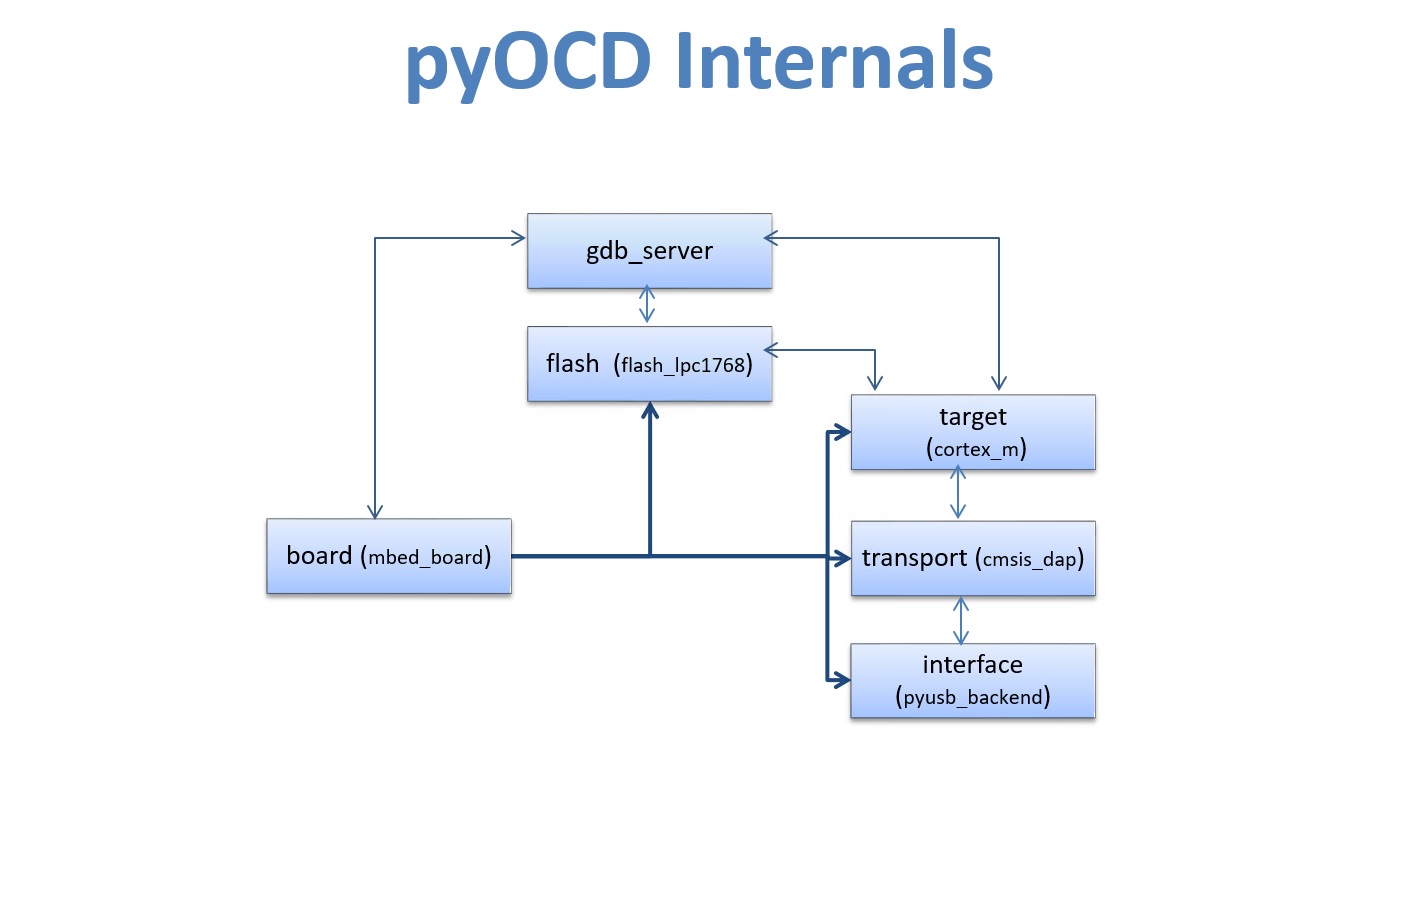 pyOCD Internals
gdb_server
flash (flash_lpc1768)
target
(cortex_m)
board (mbed_board)
transport (cmsis_dap)
interface
(pyusb_backend)